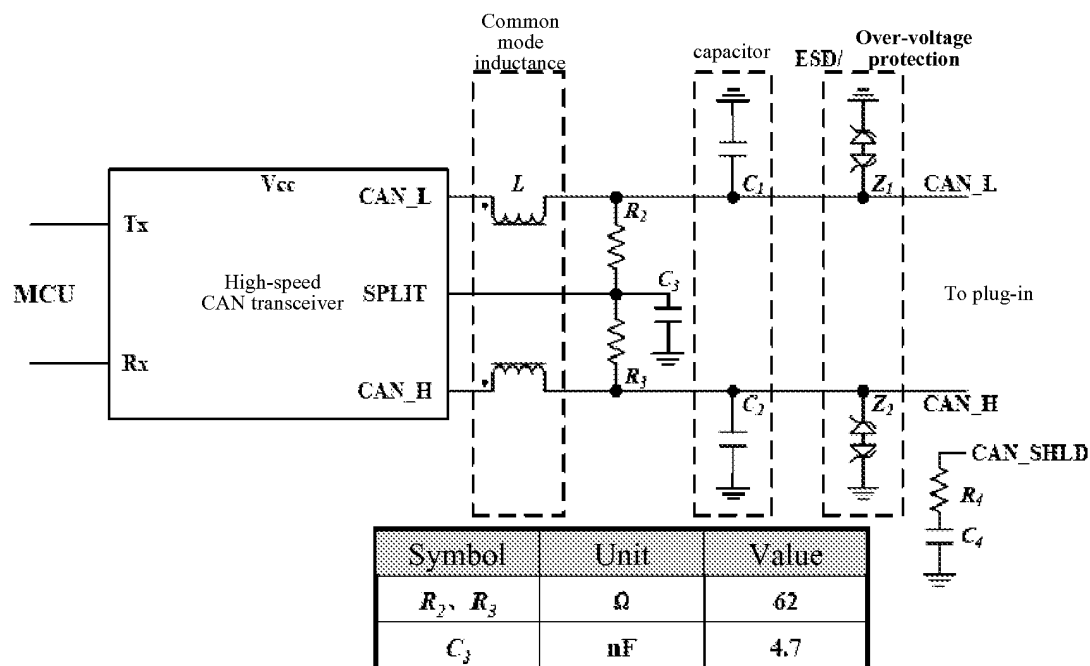 Common
mode
inductance
capacitor
ESD/
Over-voltage
protection
Vcc
CAN_L
L
R2
C1
Z1
CAN_L
Tx
MCU
High-speed
CAN transceiver
SPLIT
C3
To plug-in
Rx
R3
CAN_H
C2
Z2
CAN_H
CAN_SHLD
R4
C4
Symbol Unit Value
R2、R3 Ω 62
C3 nF 4.7